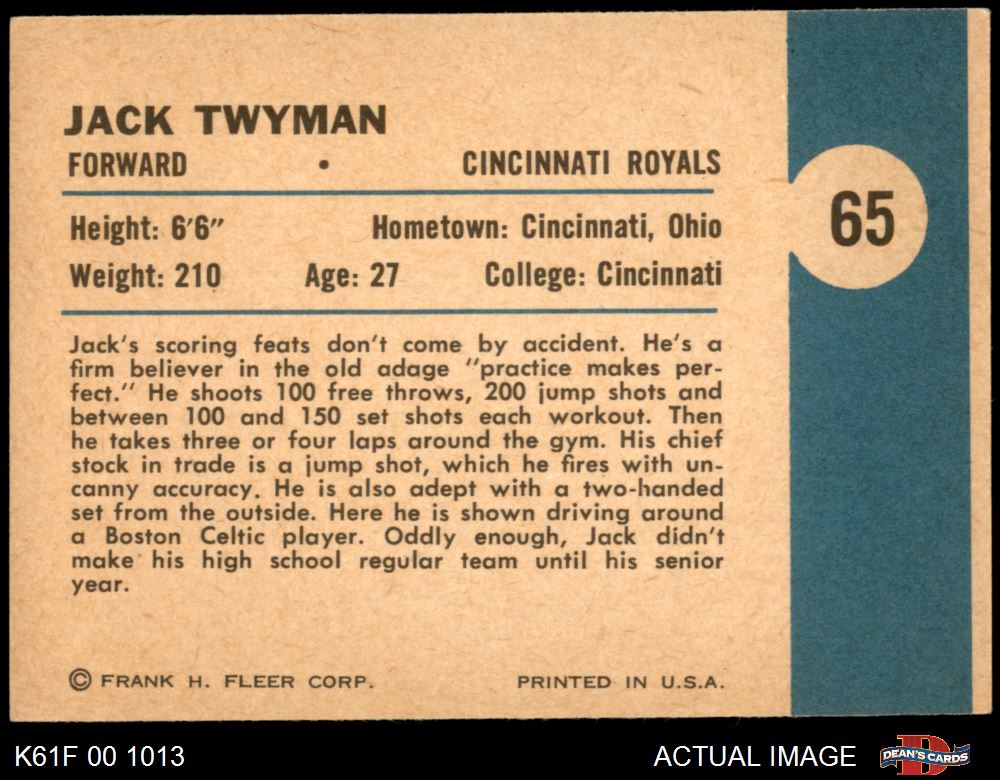 JACK TWYMAN
FORWARD • CINCINNATI ROYALS
65
Height: 6'6" Hometown: Cincinnati, Ohio
Weight: 210 Age: 27 College: Cincinnati
Jack's scoring feats don't come by accident. He's a
firm believer in the old adage "practice makes per-
fect." He shoots 100 free throws, 200 jump shots and
between 100 and 150 set shots each workout. Then
he takes three or four laps around the gym. His chief
stock in trade is a jump shot, which he fires with un-
canny accuracy. He is also adept with a two-handed
set from the outside. Here he is shown driving around
a Boston Celtic player. Oddly enough, Jack didn't
make his high school regular team until his senior
year.
© FRANK H. FLEER CORP. PRINTED IN U.S.A.
K61F 00 1013 ACTUAL IMAGE DEAN'S CARDS